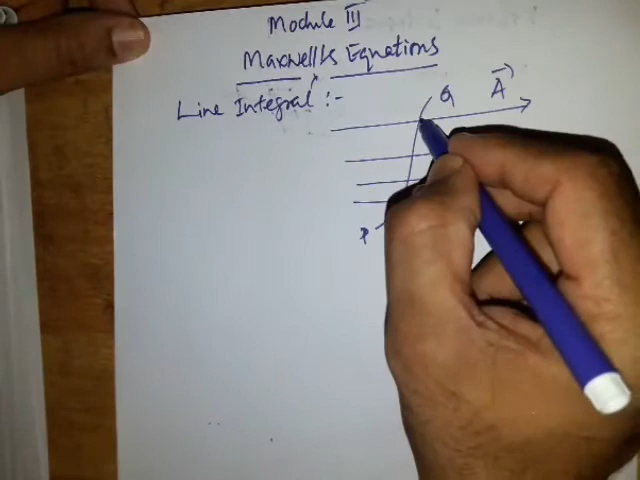 Module III
Maxwell's Equations
Line Integral :-
Q
A
P